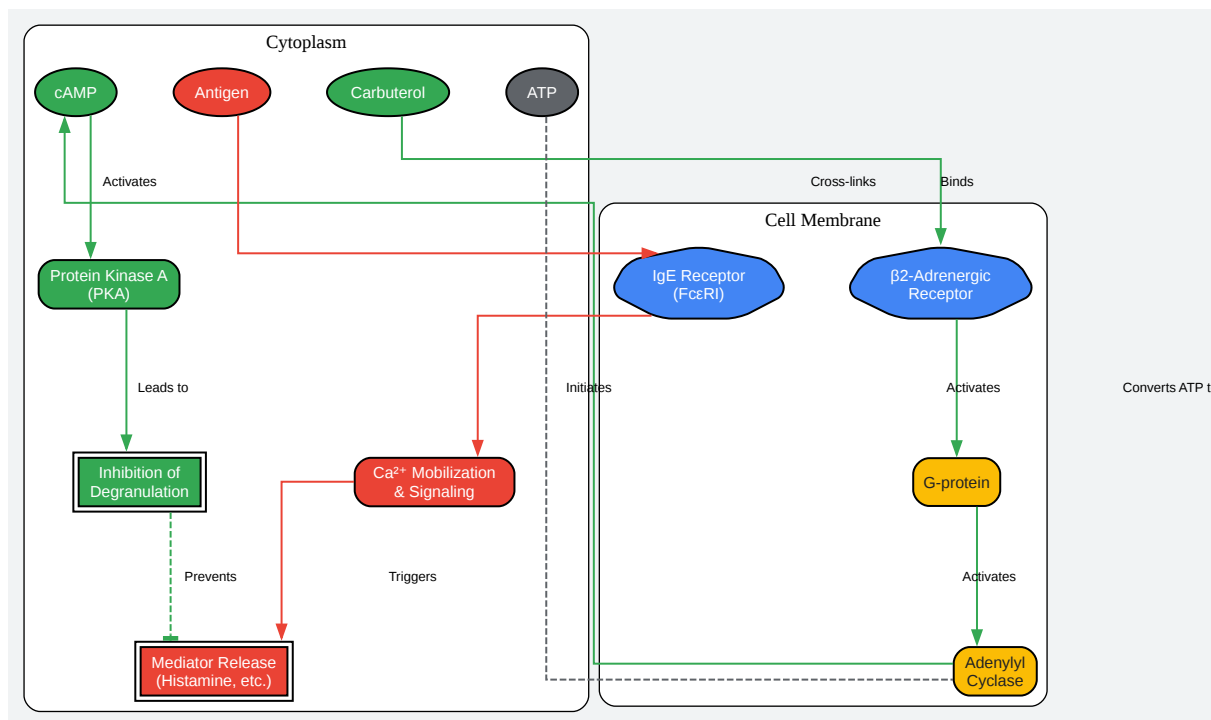 Cytoplasm
cAMP
Antigen
Carbuterol
ATP
Activates
Cross-links
Binds
Cell Membrane
Protein Kinase A
(PKA)
IgE Receptor
(FcεRI)
β2-Adrenergic
Receptor
Leads to
Initiates
Activates
Converts ATP t
Inhibition of
Degranulation
Ca²⁺ Mobilization
& Signaling
G-protein
Prevents
Triggers
Activates
Mediator Release
(Histamine, etc.)
Adenylyl
Cyclase